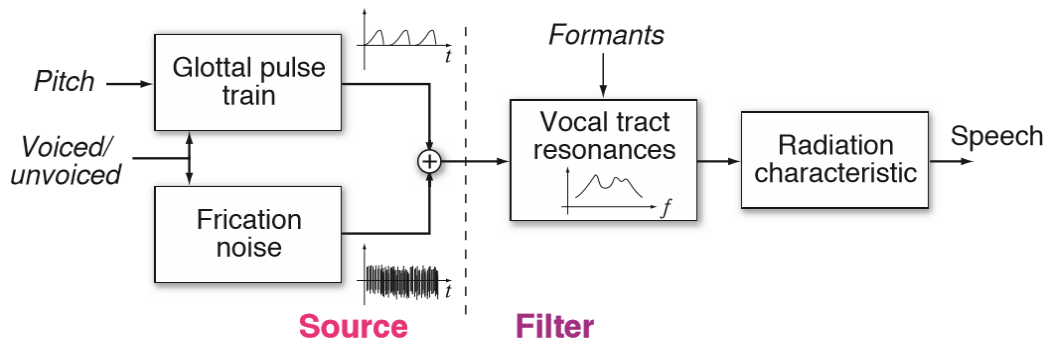 Pitch
Voiced/
unvoiced
Glottal pulse
train
t
Frication
noise
t
+
Source
Formants
Vocal tract
resonances
f
Radiation
characteristic
Speech
Filter